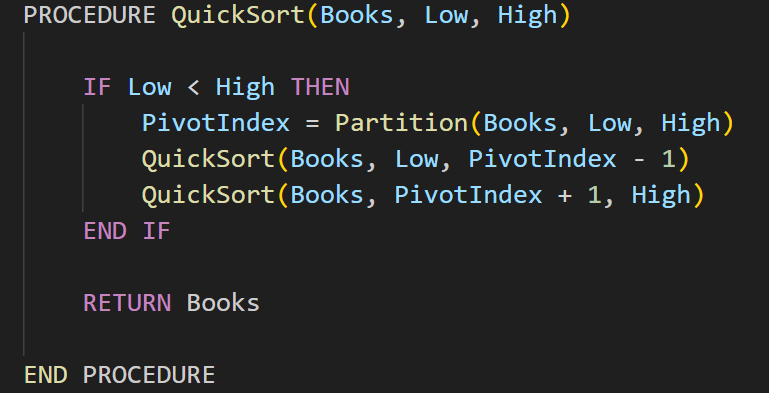 PROCEDURE QuickSort(Books, Low, High)
IF Low < High THEN
PivotIndex = Partition(Books, Low, High)
QuickSort(Books, Low, PivotIndex - 1)
QuickSort(Books, PivotIndex + 1, High)
END IF
RETURN Books
END PROCEDURE